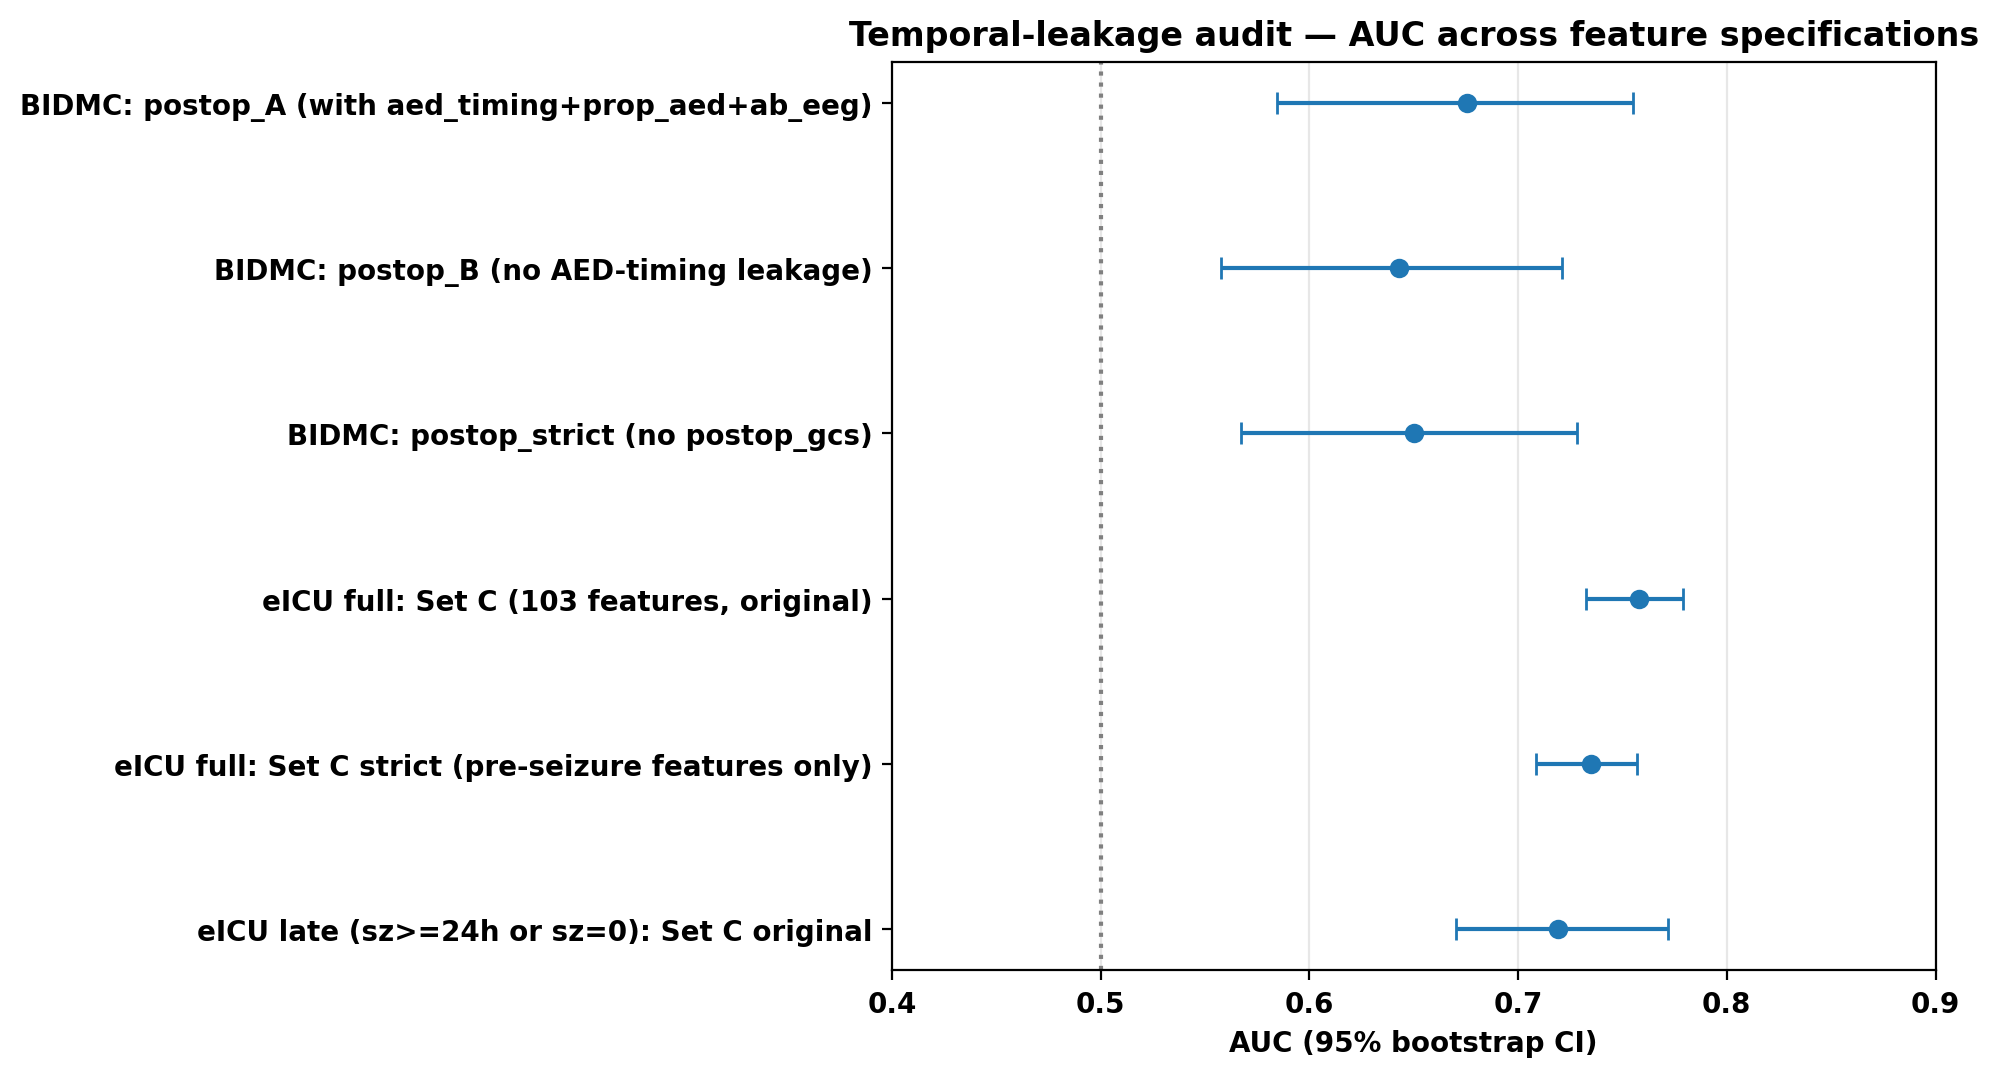 Temporal-leakage audit — AUC across feature specifications
BIDMC: postop_A (with aed_timing+prop_aed+ab_eeg)
BIDMC: postop_B (no AED-timing leakage)
BIDMC: postop_strict (no postop_gcs)
eICU full: Set C (103 features, original)
eICU full: Set C strict (pre-seizure features only)
eICU late (sz>=24h or sz=0): Set C original
0.4 0.5 0.6 0.7 0.8 0.9
AUC (95% bootstrap CI)